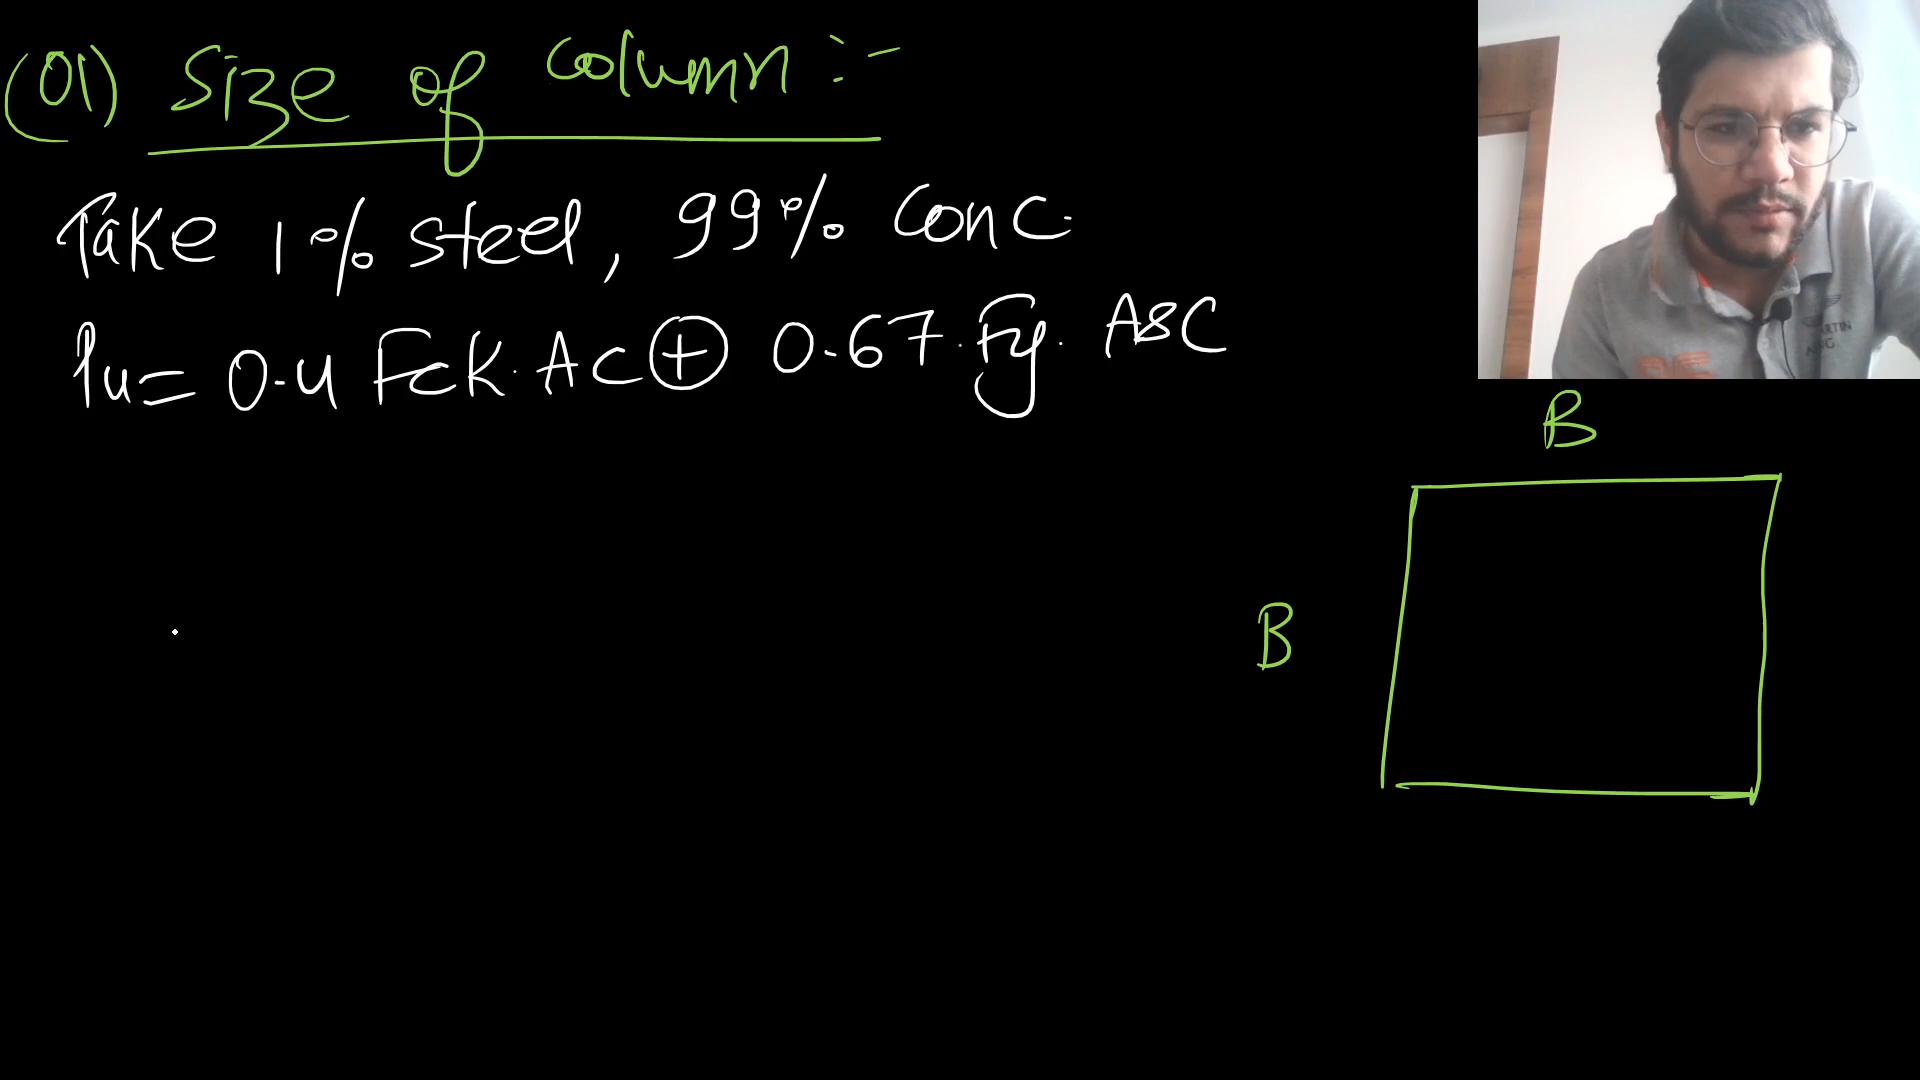 (01) Size of column :-
Take 1% steel, 99% conc.
Pu = 0.4 Fck. AC + 0.67. Fy. ASC
B
B